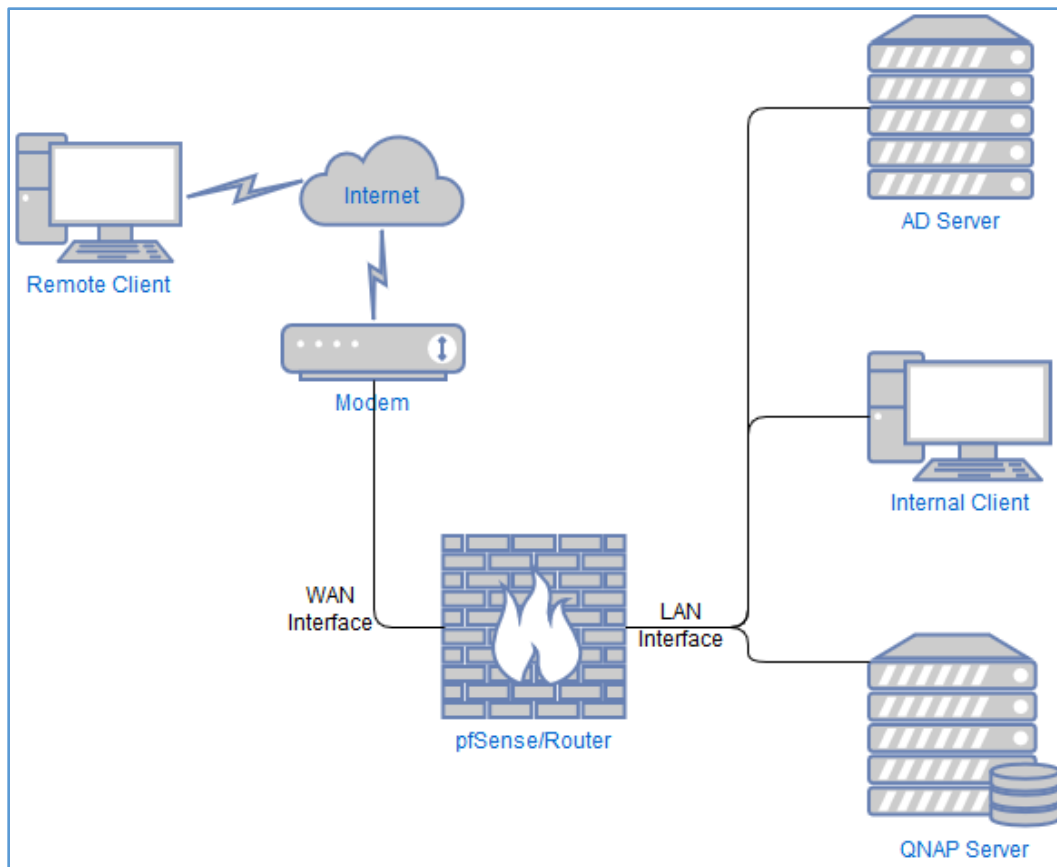 AD Server
Internet
Remote Client
Modem
Internal Client
WAN
Interface
LAN
Interface
pfSense/Router
QNAP Server